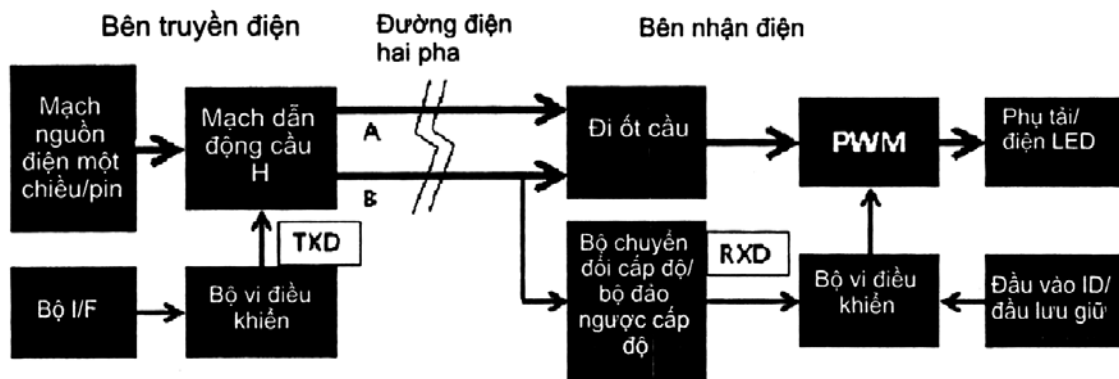 Bên truyền điện
Đường điện
hai pha
Bên nhận điện
Mạch
nguồn
điện một
chiều/pin
Mạch dẫn
động cầu
H
A
B
Đi ốt cầu
PWM
Phụ tải/
điện LED
TXD
Bộ I/F
Bộ vi điều
khiển
Bộ chuyển
đổi cấp độ/
bộ đảo
ngược cấp
độ
RXD
Bộ vi điều
khiển
Đầu vào ID/
đầu lưu giữ